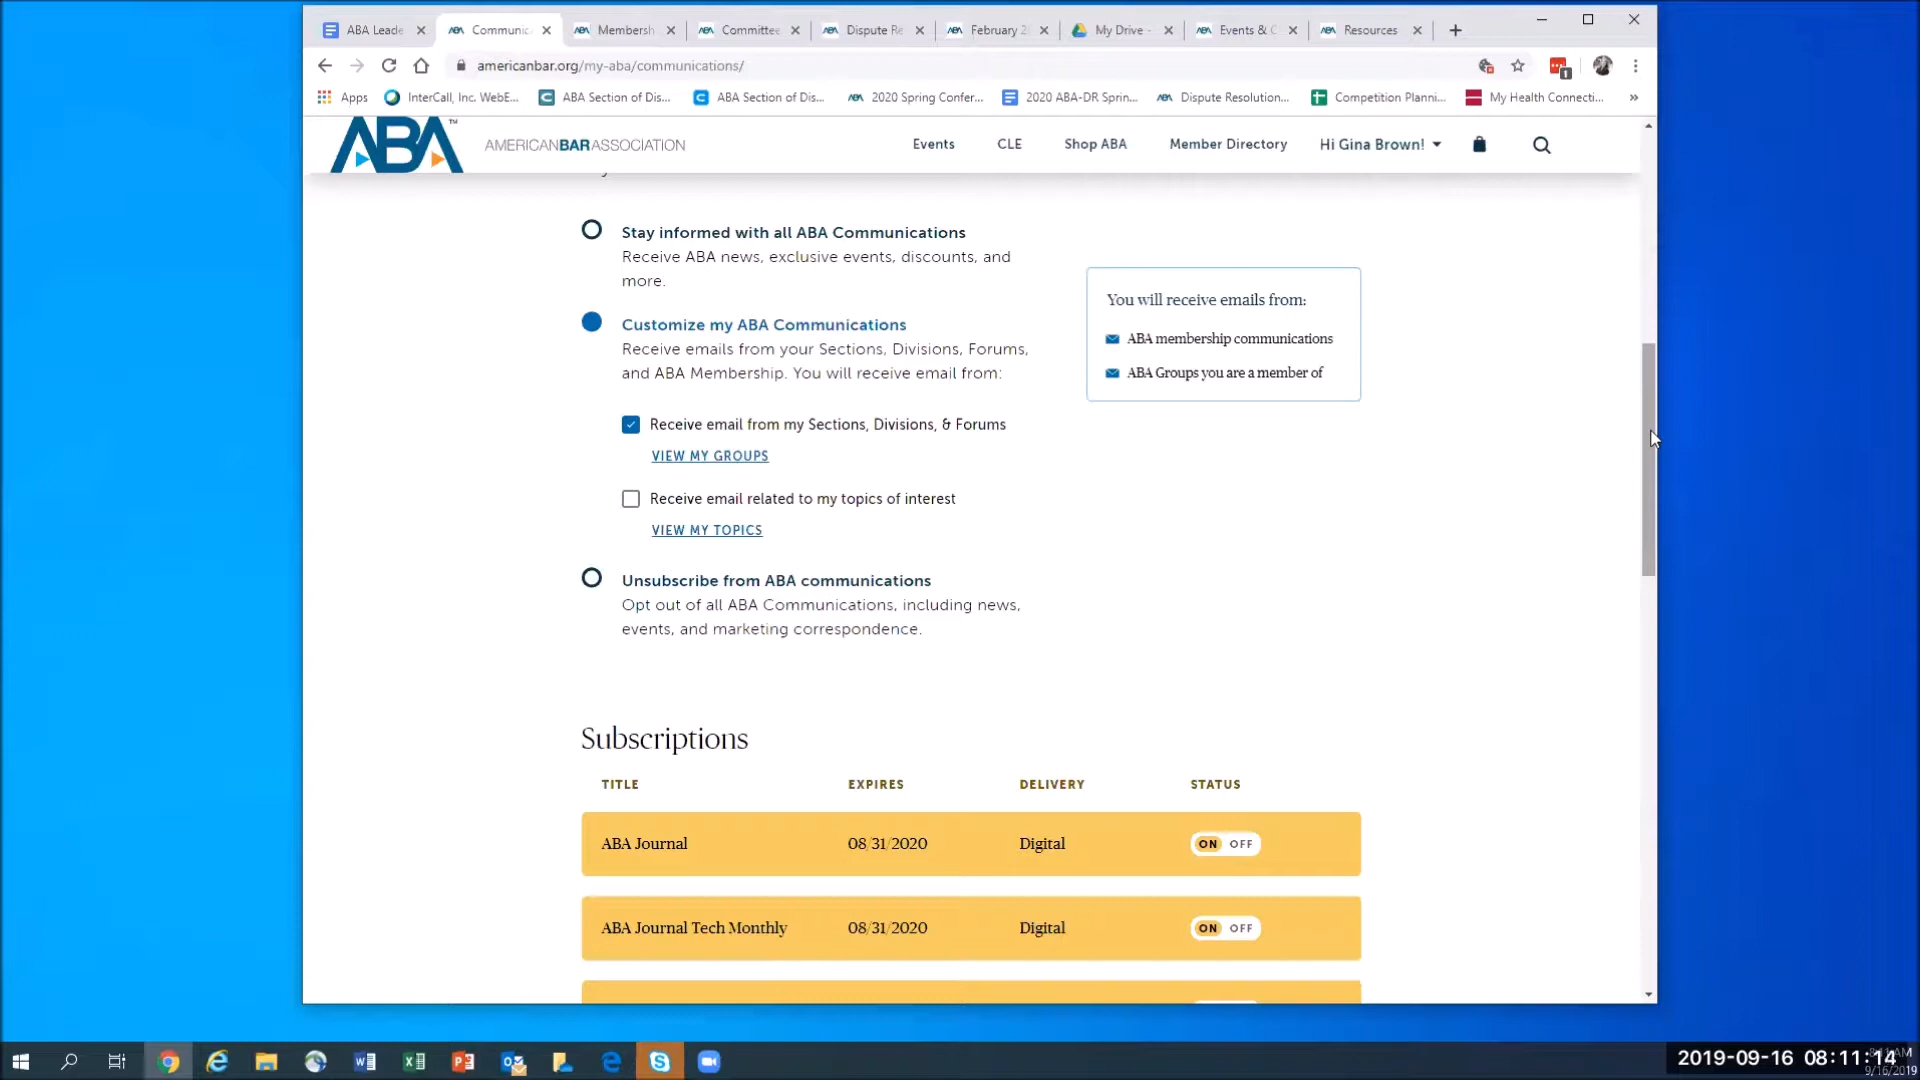 ABA Leade
Communic
Membersh
Committee
Dispute Re
February 2
My Drive -
Events & C
Resources
americanbar.org/my-aba/communications/
Apps
InterCall, Inc. WebE...
ABA Section of Dis...
ABA Section of Dis...
2020 Spring Confer...
2020 ABA-DR Sprin...
Dispute Resolution...
Competition Planni...
My Health Connecti...
ABA™ AMERICANBARASSOCIATION
Events
CLE
Shop ABA
Member Directory
Hi Gina Brown!
Stay informed with all ABA Communications
Receive ABA news, exclusive events, discounts, and
more.
Customize my ABA Communications
Receive emails from your Sections, Divisions, Forums,
and ABA Membership. You will receive email from:
Receive email from my Sections, Divisions, & Forums
VIEW MY GROUPS
Receive email related to my topics of interest
VIEW MY TOPICS
Unsubscribe from ABA communications
Opt out of all ABA Communications, including news,
events, and marketing correspondence.
You will receive emails from:
ABA membership communications
ABA Groups you are a member of
Subscriptions
TITLE EXPIRES DELIVERY STATUS
ABA Journal 08/31/2020 Digital ON OFF
ABA Journal Tech Monthly 08/31/2020 Digital ON OFF
2019-09-16 08:11:14
9/16/2019